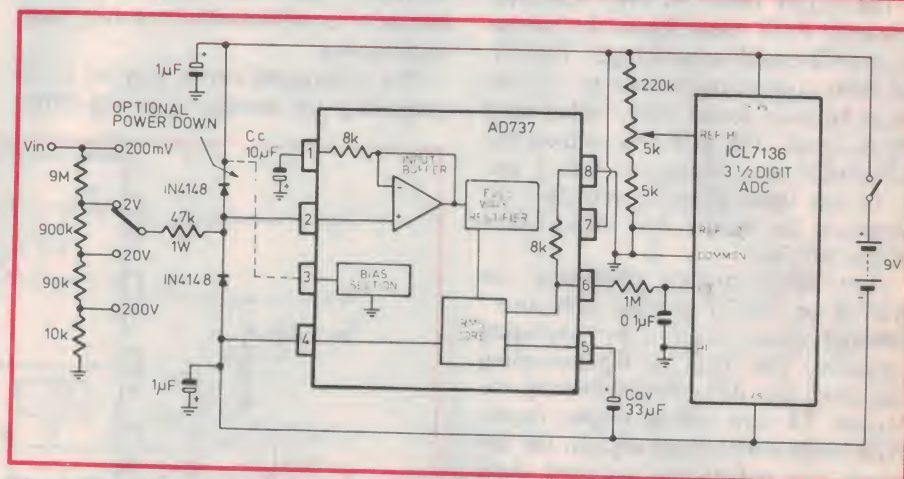 1µF
OPTIONAL
POWER DOWN
Vin
200mV
9M
2V
900k
20V
90k
200V
10k
47k
1W
IN4148
IN4148
1µF
Cc
10µF
AD737
1
8k
INPUT
BUFFER
FULL
WAVE
RECTIFIER
2
3
BIAS
SECTION
4
RMS
CORE
8
7
8k
6
5
Cav
33µF
1M
0 1µF
220k
5k
5k
REF HI
ICL7136
3 1/2 DIGIT
ADC
REF
COMMON
HI
9V